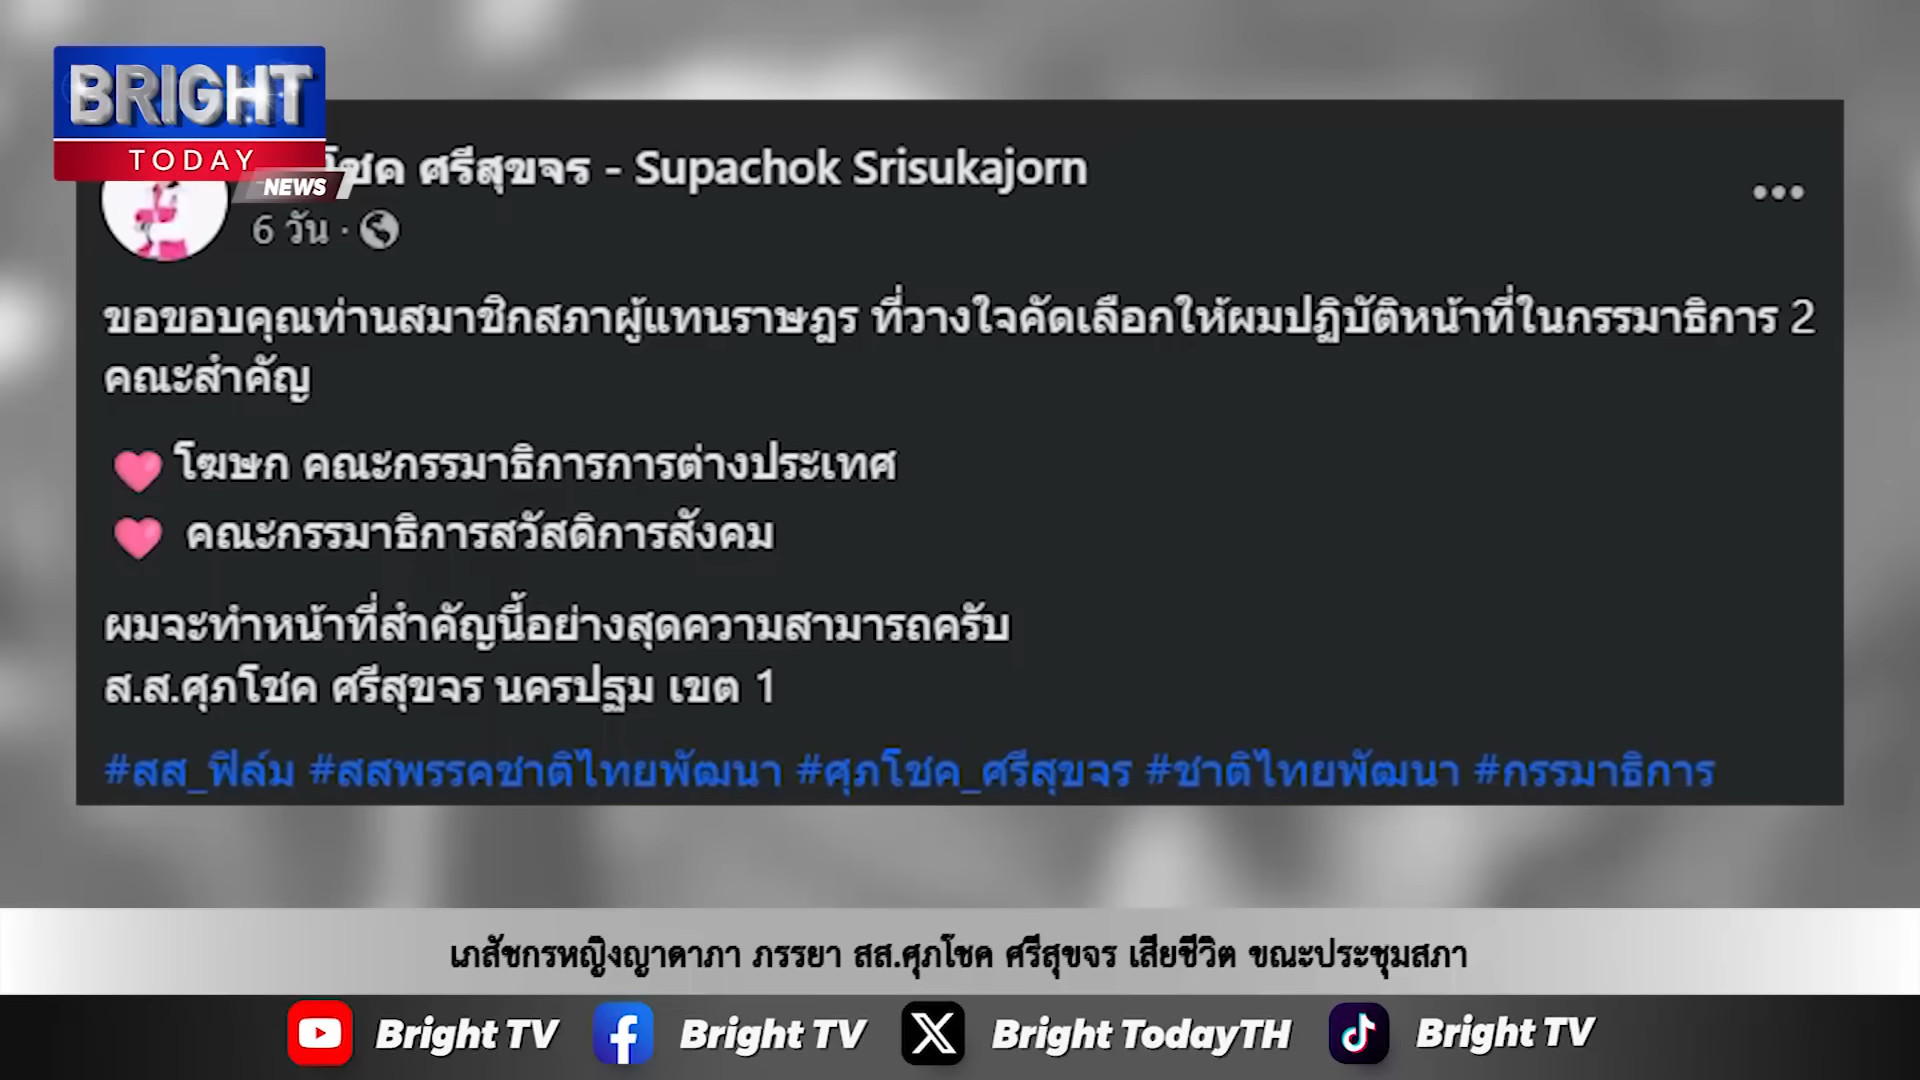 BRIGHT
TODAY
NEWS
ศรีสุขจร - Supachok Srisukajorn
6 วัน ·
ขอขอบคุณท่านสมาชิกสภาผู้แทนราษฎร ที่วางใจคัดเลือกให้ผมปฏิบัติหน้าที่ในกรรมาธิการ 2
คณะสำคัญ
โฆษก คณะกรรมาธิการการต่างประเทศ
คณะกรรมาธิการสวัสดิการสังคม
ผมจะทำหน้าที่สำคัญนี้อย่างสุดความสามารถครับ
ส.ส.ศุภโชค ศรีสุขจร นครปฐม เขต 1
#สส_ฟิล์ม #สสพรรคชาติไทยพัฒนา #ศุภโชค_ศรีสุขจร #ชาติไทยพัฒนา #กรรมาธิการ
เภสัชกรหญิงญาดาภา ภรรยา สส.ศุภโชค ศรีสุขจร เสียชีวิต ขณะประชุมสภา
Bright TV Bright TV Bright TodayTH Bright TV